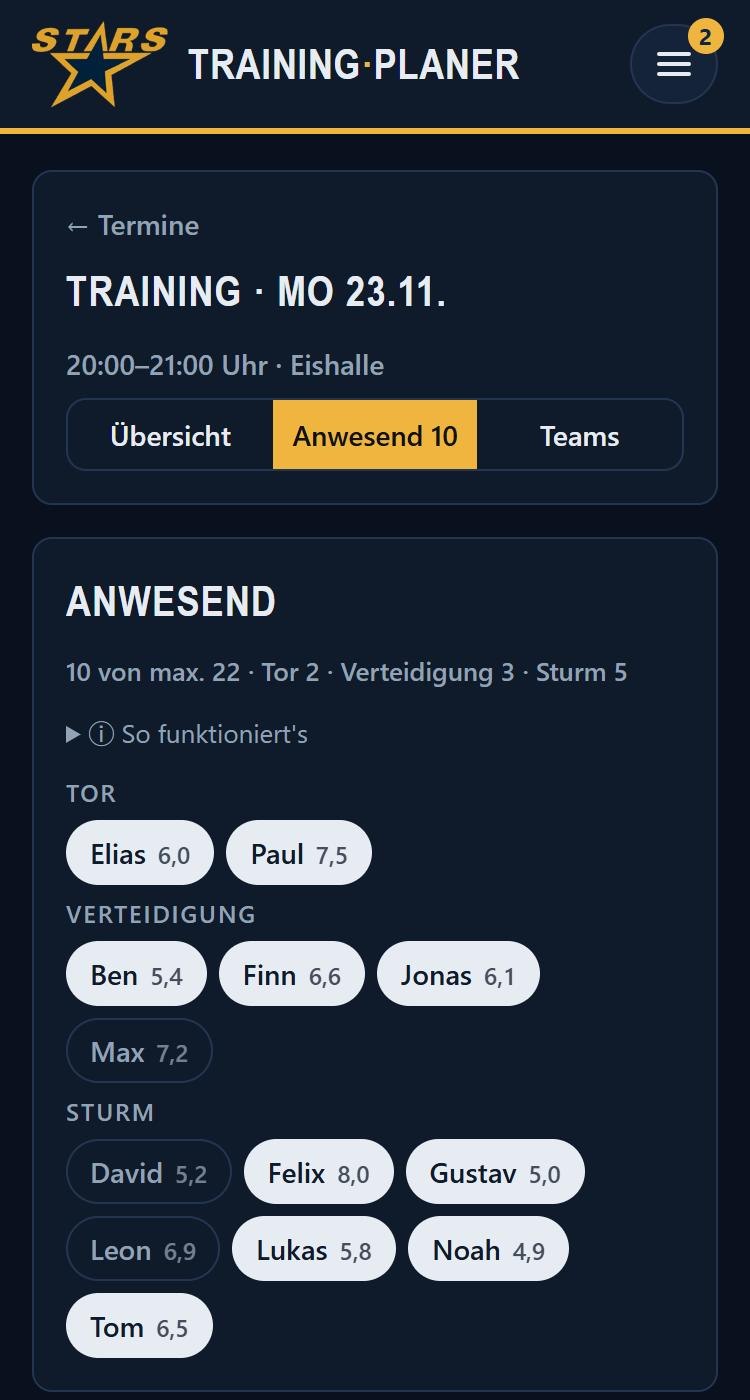 STARS
TRAINING·PLANER
2
← Termine
TRAINING · MO 23.11.
20:00–21:00 Uhr · Eishalle
Übersicht Anwesend 10 Teams
ANWESEND
10 von max. 22 · Tor 2 · Verteidigung 3 · Sturm 5
▶ ⓘ So funktioniert's
TOR
Elias 6,0 Paul 7,5
VERTEIDIGUNG
Ben 5,4 Finn 6,6 Jonas 6,1
Max 7,2
STURM
David 5,2 Felix 8,0 Gustav 5,0
Leon 6,9 Lukas 5,8 Noah 4,9
Tom 6,5